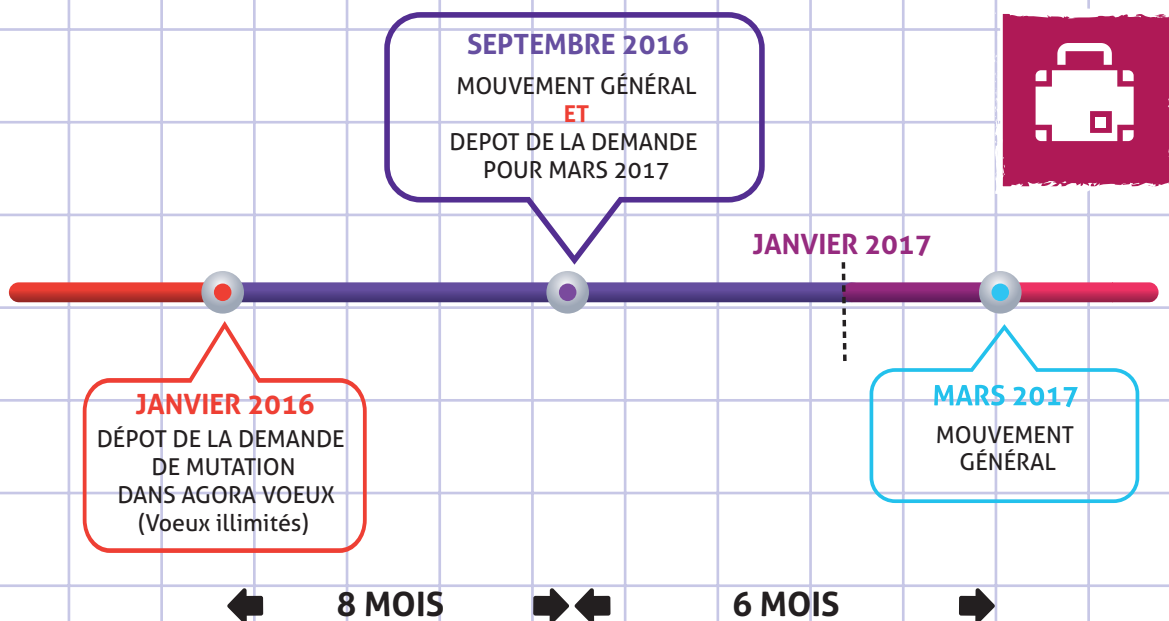 SEPTEMBRE 2016
MOUVEMENT GÉNÉRAL
ET
DEPOT DE LA DEMANDE
POUR MARS 2017
JANVIER 2017
JANVIER 2016
DÉPOT DE LA DEMANDE
DE MUTATION
DANS AGORA VOEUX
(Voeux illimités)
MARS 2017
MOUVEMENT
GÉNÉRAL
8 MOIS
6 MOIS